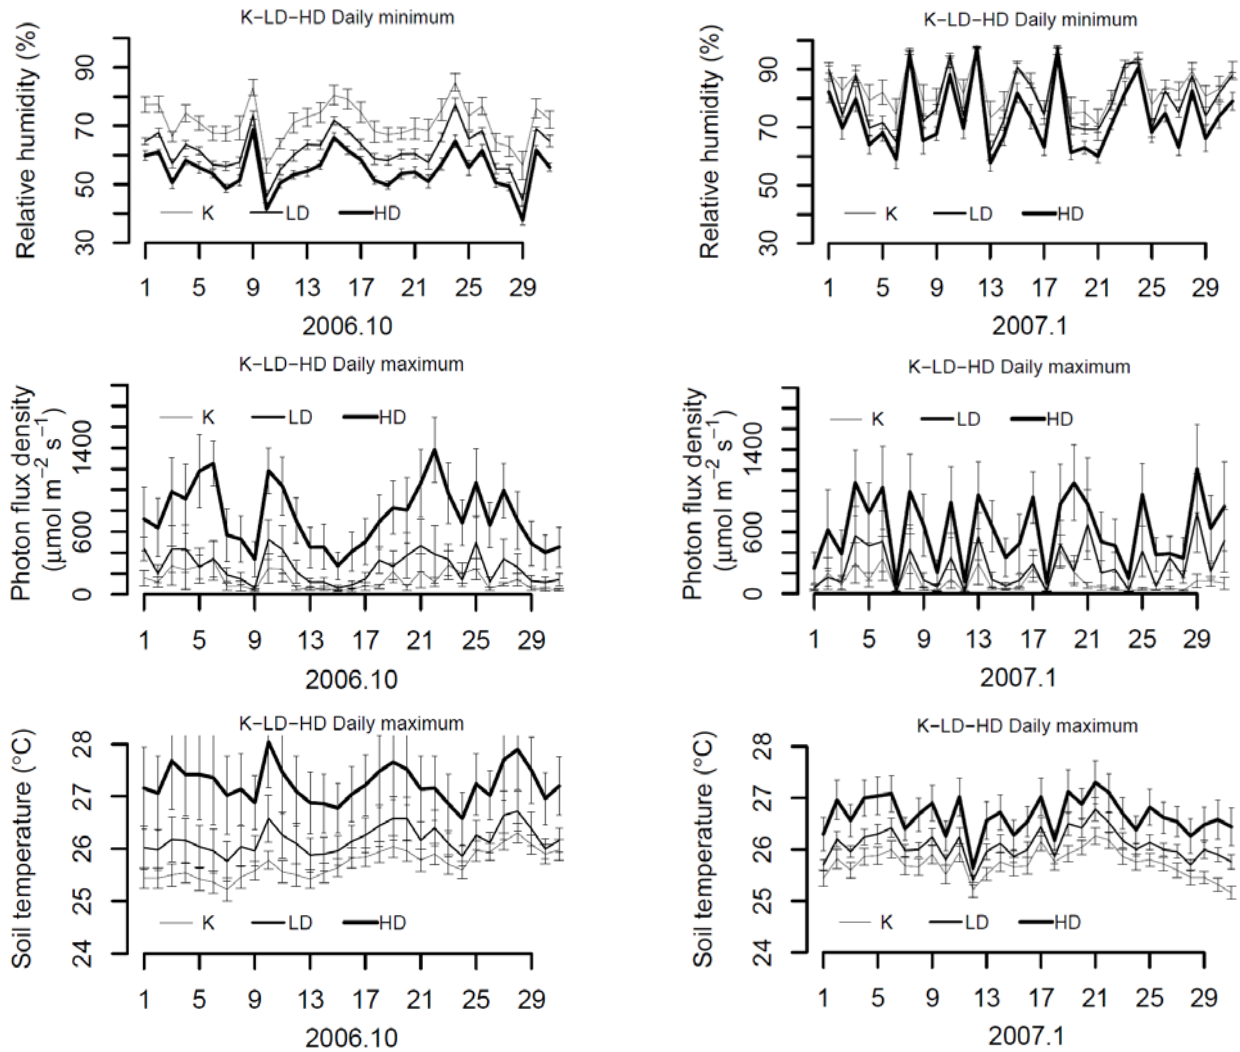 K−LD−HD Daily minimum
Relative humidity (%)
90
70
50
30
K LD HD
1 5 9 13 17 21 25 29
2006.10
K−LD−HD Daily minimum
Relative humidity (%)
90
70
50
30
K LD HD
1 5 9 13 17 21 25 29
2007.1
K−LD−HD Daily maximum
Photon flux density
(µmol m⁻² s⁻¹)
1400
600
0
K LD HD
1 5 9 13 17 21 25 29
2006.10
K−LD−HD Daily maximum
Photon flux density
(µmol m⁻² s⁻¹)
1400
600
0
K LD HD
1 5 9 13 17 21 25 29
2007.1
K−LD−HD Daily maximum
Soil temperature (°C)
28
27
26
25
24
K LD HD
1 5 9 13 17 21 25 29
2006.10
K−LD−HD Daily maximum
Soil temperature (°C)
28
27
26
25
24
K LD HD
1 5 9 13 17 21 25 29
2007.1